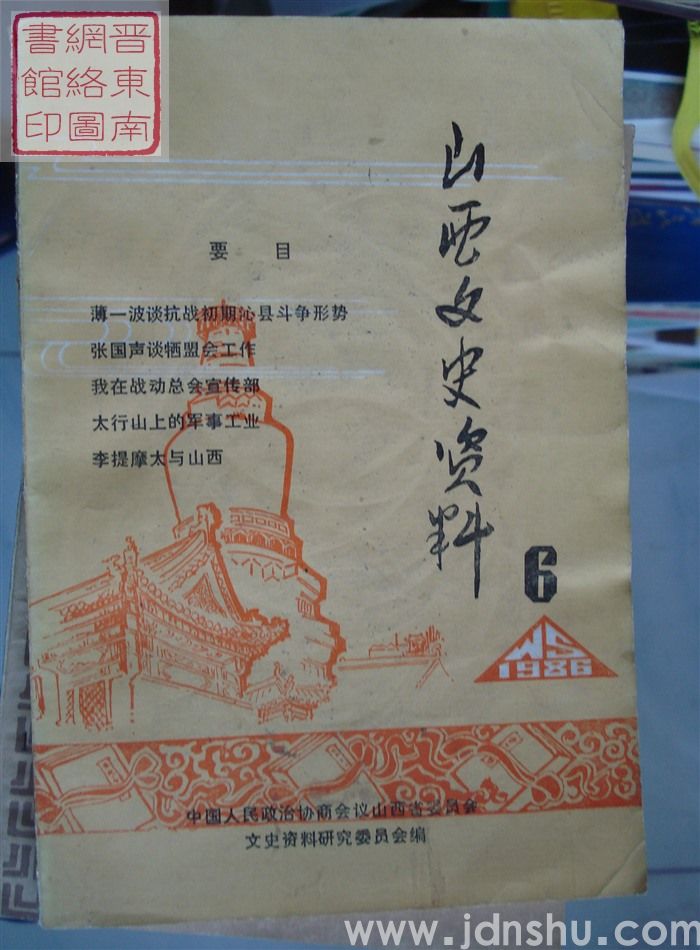 晋東南
網絡圖
書館印
山西文史资料
6
WS
1986
要 目
薄一波谈抗战初期沁县斗争形势
张国声谈牺盟会工作
我在战动总会宣传部
太行山上的军事工业
李提摩太与山西
中国人民政治协商会议山西省委员会
文史资料研究委员会编
www.jdnshu.com